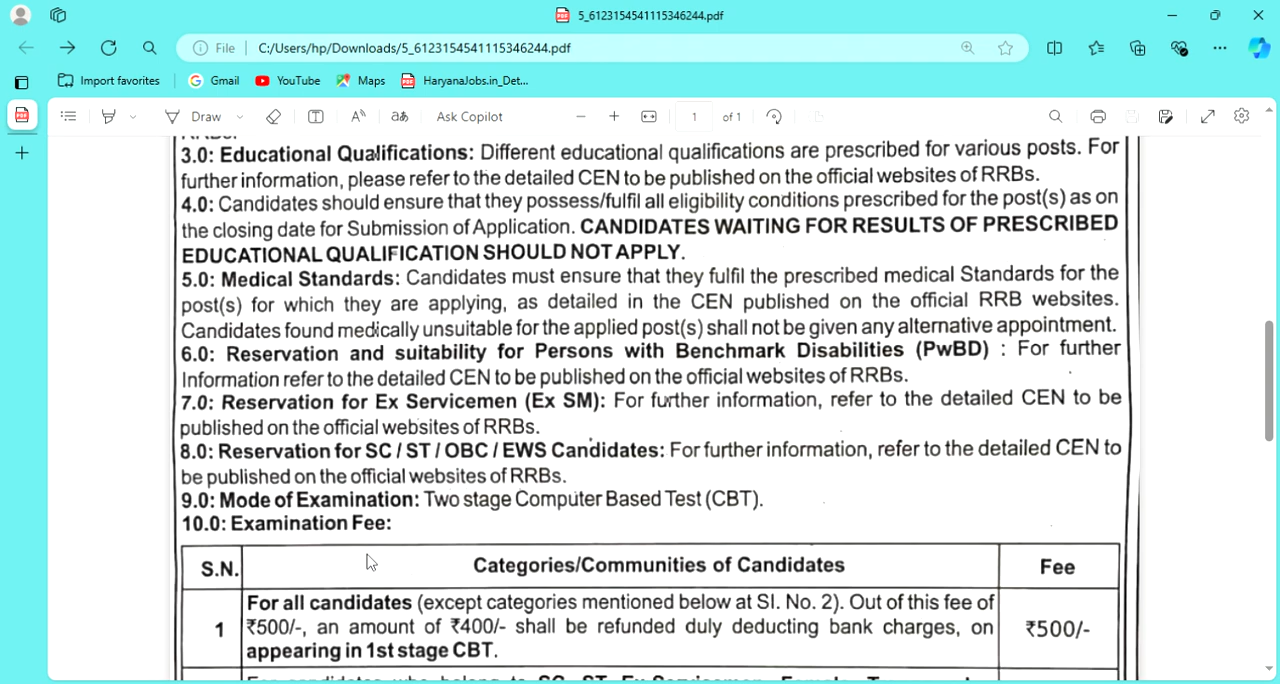 5_6123154541115346244.pdf
File C:/Users/hp/Downloads/5_6123154541115346244.pdf
Import favorites Gmail YouTube Maps HaryanaJobs.in_Det...
Draw Ask Copilot 1 of 1
RRBs.
3.0: Educational Qualifications: Different educational qualifications are prescribed for various posts. For
further information, please refer to the detailed CEN to be published on the official websites of RRBs.
4.0: Candidates should ensure that they possess/fulfil all eligibility conditions prescribed for the post(s) as on
the closing date for Submission of Application. CANDIDATES WAITING FOR RESULTS OF PRESCRIBED
EDUCATIONAL QUALIFICATION SHOULD NOT APPLY.
5.0: Medical Standards: Candidates must ensure that they fulfil the prescribed medical Standards for the
post(s) for which they are applying, as detailed in the CEN published on the official RRB websites.
Candidates found medically unsuitable for the applied post(s) shall not be given any alternative appointment.
6.0: Reservation and suitability for Persons with Benchmark Disabilities (PwBD) : For further
Information refer to the detailed CEN to be published on the official websites of RRBs.
7.0: Reservation for Ex Servicemen (Ex SM): For further information, refer to the detailed CEN to be
published on the official websites of RRBs.
8.0: Reservation for SC / ST / OBC / EWS Candidates: For further information, refer to the detailed CEN to
be published on the official websites of RRBs.
9.0: Mode of Examination: Two stage Computer Based Test (CBT).
10.0: Examination Fee:
S.N. Categories/Communities of Candidates Fee
For all candidates (except categories mentioned below at SI. No. 2). Out of this fee of
1 ₹500/-, an amount of ₹400/- shall be refunded duly deducting bank charges, on ₹500/-
appearing in 1st stage CBT.